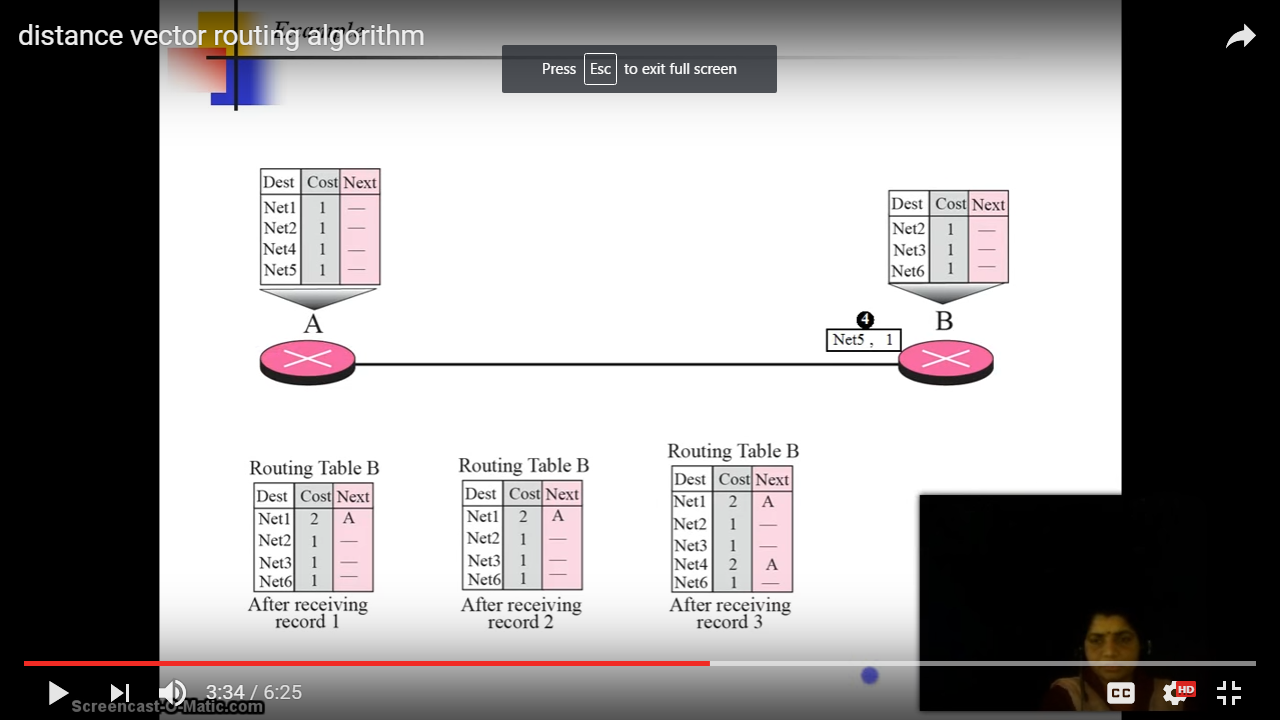 distance vector routing algorithm
Example
Press Esc to exit full screen
Dest Cost Next
Net1 1 —
Net2 1 —
Net4 1 —
Net5 1 —
A
Dest Cost Next
Net2 1 —
Net3 1 —
Net6 1 —
B
4
Net5 , 1
Routing Table B
Dest Cost Next
Net1 2 A
Net2 1 —
Net3 1 —
Net6 1 —
After receiving
record 1
Routing Table B
Dest Cost Next
Net1 2 A
Net2 1 —
Net3 1 —
Net6 1 —
After receiving
record 2
Routing Table B
Dest Cost Next
Net1 2 A
Net2 1 —
Net3 1 —
Net4 2 A
Net6 1 —
After receiving
record 3
3:34 / 6:25
CC
HD
Screencast-O-Matic.com